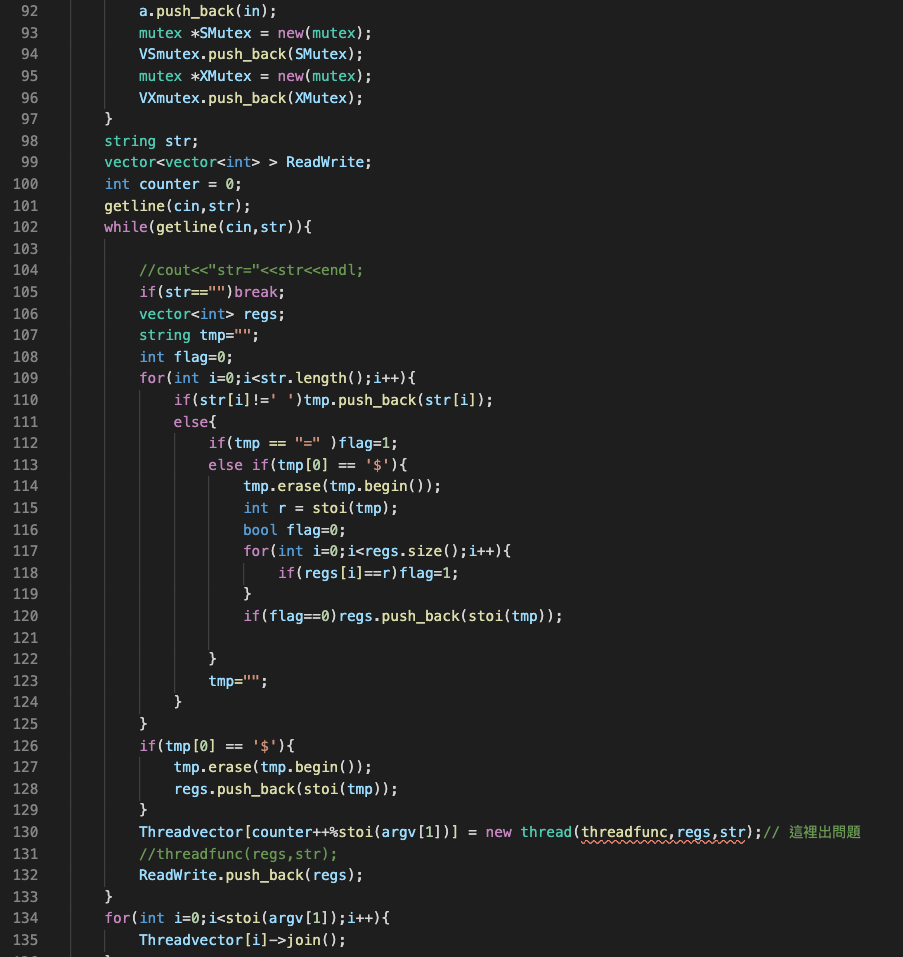 92 a.push_back(in);
93 mutex *SMutex = new(mutex);
94 VSmutex.push_back(SMutex);
95 mutex *XMutex = new(mutex);
96 VXmutex.push_back(XMutex);
97 }
98 string str;
99 vector<vector<int> > ReadWrite;
100 int counter = 0;
101 getline(cin,str);
102 while(getline(cin,str)){
103
104 //cout<<"str="<<str<<endl;
105 if(str=="")break;
106 vector<int> regs;
107 string tmp="";
108 int flag=0;
109 for(int i=0;i<str.length();i++){
110 if(str[i]!=' ')tmp.push_back(str[i]);
111 else{
112 if(tmp == "=" )flag=1;
113 else if(tmp[0] == '$'){
114 tmp.erase(tmp.begin());
115 int r = stoi(tmp);
116 bool flag=0;
117 for(int i=0;i<regs.size();i++){
118 if(regs[i]==r)flag=1;
119 }
120 if(flag==0)regs.push_back(stoi(tmp));
121
122 }
123 tmp="";
124 }
125 }
126 if(tmp[0] == '$'){
127 tmp.erase(tmp.begin());
128 regs.push_back(stoi(tmp));
129 }
130 Threadvector[counter++%stoi(argv[1])] = new thread(threadfunc,regs,str);// 這裡出問題
131 //threadfunc(regs,str);
132 ReadWrite.push_back(regs);
133 }
134 for(int i=0;i<stoi(argv[1]);i++){
135 Threadvector[i]->join();